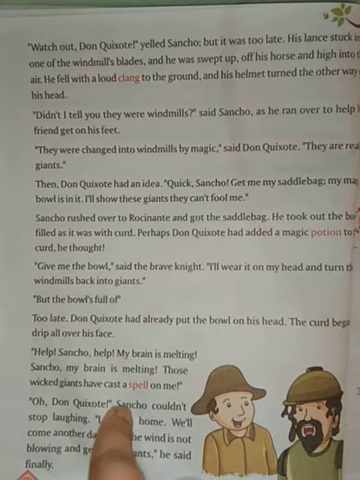 "Watch out, Don Quixote!" yelled Sancho; but it was too late. His lance stuck in
one of the windmill's blades, and he was swept up, off his horse and high into
air. He fell with a loud clang to the ground, and his helmet turned the other way
his head.
"Didn't I tell you they were windmills?" said Sancho, as he ran over to help
friend get on his feet.
"They were changed into windmills by magic," said Don Quixote. "They are
giants."
Then, Don Quixote had an idea. "Quick, Sancho! Get me my saddlebag; my
bowl is in it. I'll show these giants they can't fool me."
Sancho rushed over to Rocinante and got the saddlebag. He took out the
filled as it was with curd. Perhaps Don Quixote had added a magic potion to
curd, he thought!
"Give me the bowl," said the brave knight. "I'll wear it on my head and turn
windmills back into giants."
"But the bowl's full of"
Too late. Don Quixote had already put the bowl on his head. The curd
drip all over his face.
"Help! Sancho, help! My brain is melting!
Sancho, my brain is melting! Those
wicked giants have cast a spell on me!"
"Oh, Don Quixote!" Sancho couldn't
stop laughing. home. We'll
come another wind is not
blowing and he said
finally.